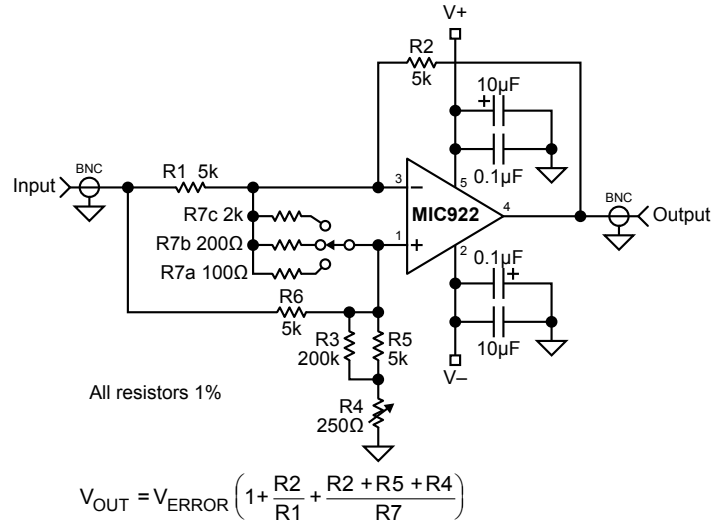 V+
R2
5k
10µF
+
0.1µF
BNC
Input
R1 5k
3
−
5
R7c 2k
MIC922
4
BNC
Output
R7b 200Ω
1
+
2
R7a 100Ω
0.1µF
+
R6
5k
R3
200k
R5
5k
10µF
V–
All resistors 1%
R4
250Ω
V_OUT = V_ERROR (1 + R2/R1 + (R2 + R5 + R4)/R7)